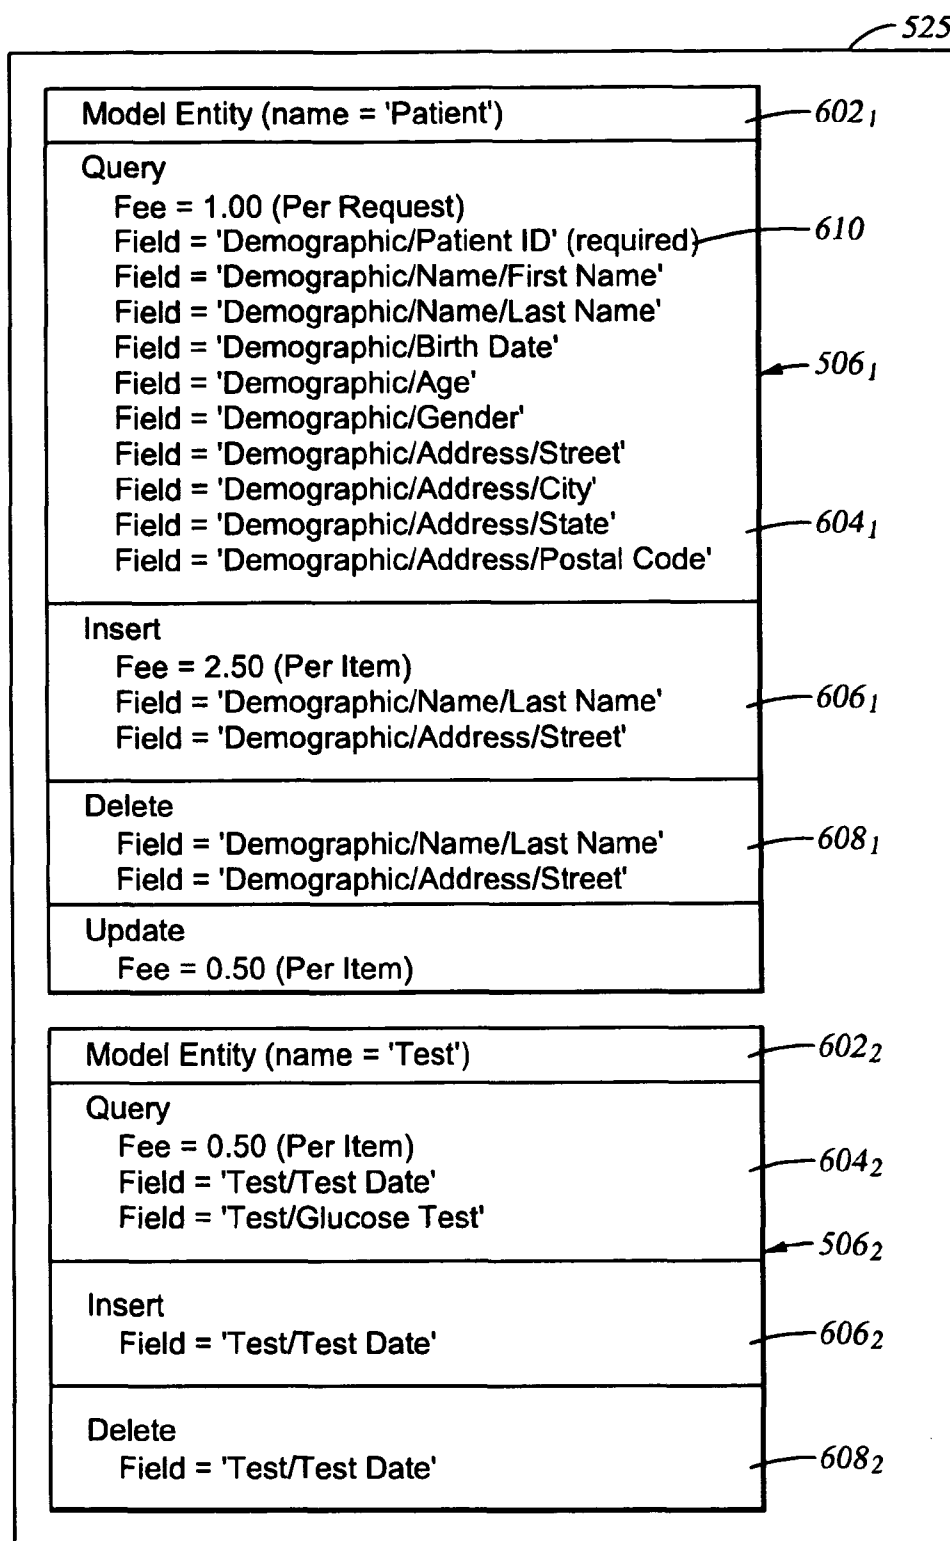 525
Model Entity (name = 'Patient') 602₁
Query
Fee = 1.00 (Per Request)
Field = 'Demographic/Patient ID' (required) 610
Field = 'Demographic/Name/First Name'
Field = 'Demographic/Name/Last Name'
Field = 'Demographic/Birth Date' 506₁
Field = 'Demographic/Age'
Field = 'Demographic/Gender'
Field = 'Demographic/Address/Street'
Field = 'Demographic/Address/City'
Field = 'Demographic/Address/State' 604₁
Field = 'Demographic/Address/Postal Code'
Insert
Fee = 2.50 (Per Item)
Field = 'Demographic/Name/Last Name' 606₁
Field = 'Demographic/Address/Street'
Delete
Field = 'Demographic/Name/Last Name' 608₁
Field = 'Demographic/Address/Street'
Update
Fee = 0.50 (Per Item)
Model Entity (name = 'Test') 602₂
Query
Fee = 0.50 (Per Item)
Field = 'Test/Test Date' 604₂
Field = 'Test/Glucose Test'
506₂
Insert
Field = 'Test/Test Date' 606₂
Delete
Field = 'Test/Test Date' 608₂